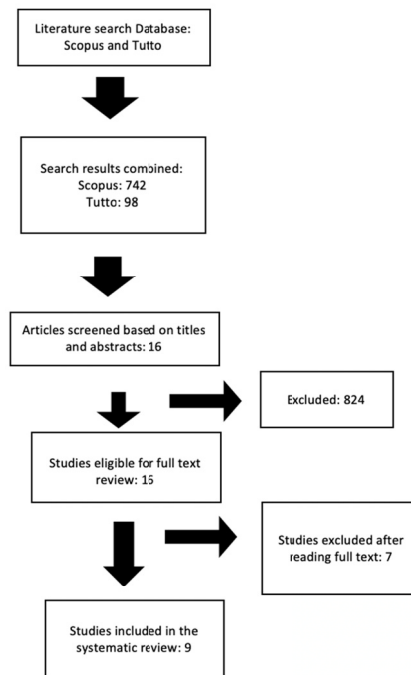 Literature search Database:
Scopus and Tutto
Search results combined:
Scopus: 742
Tutto: 98
Articles screened based on titles
and abstracts: 16
Excluded: 824
Studies eligible for full text
review: 16
Studies excluded after
reading full text: 7
Studies included in the
systematic review: 9